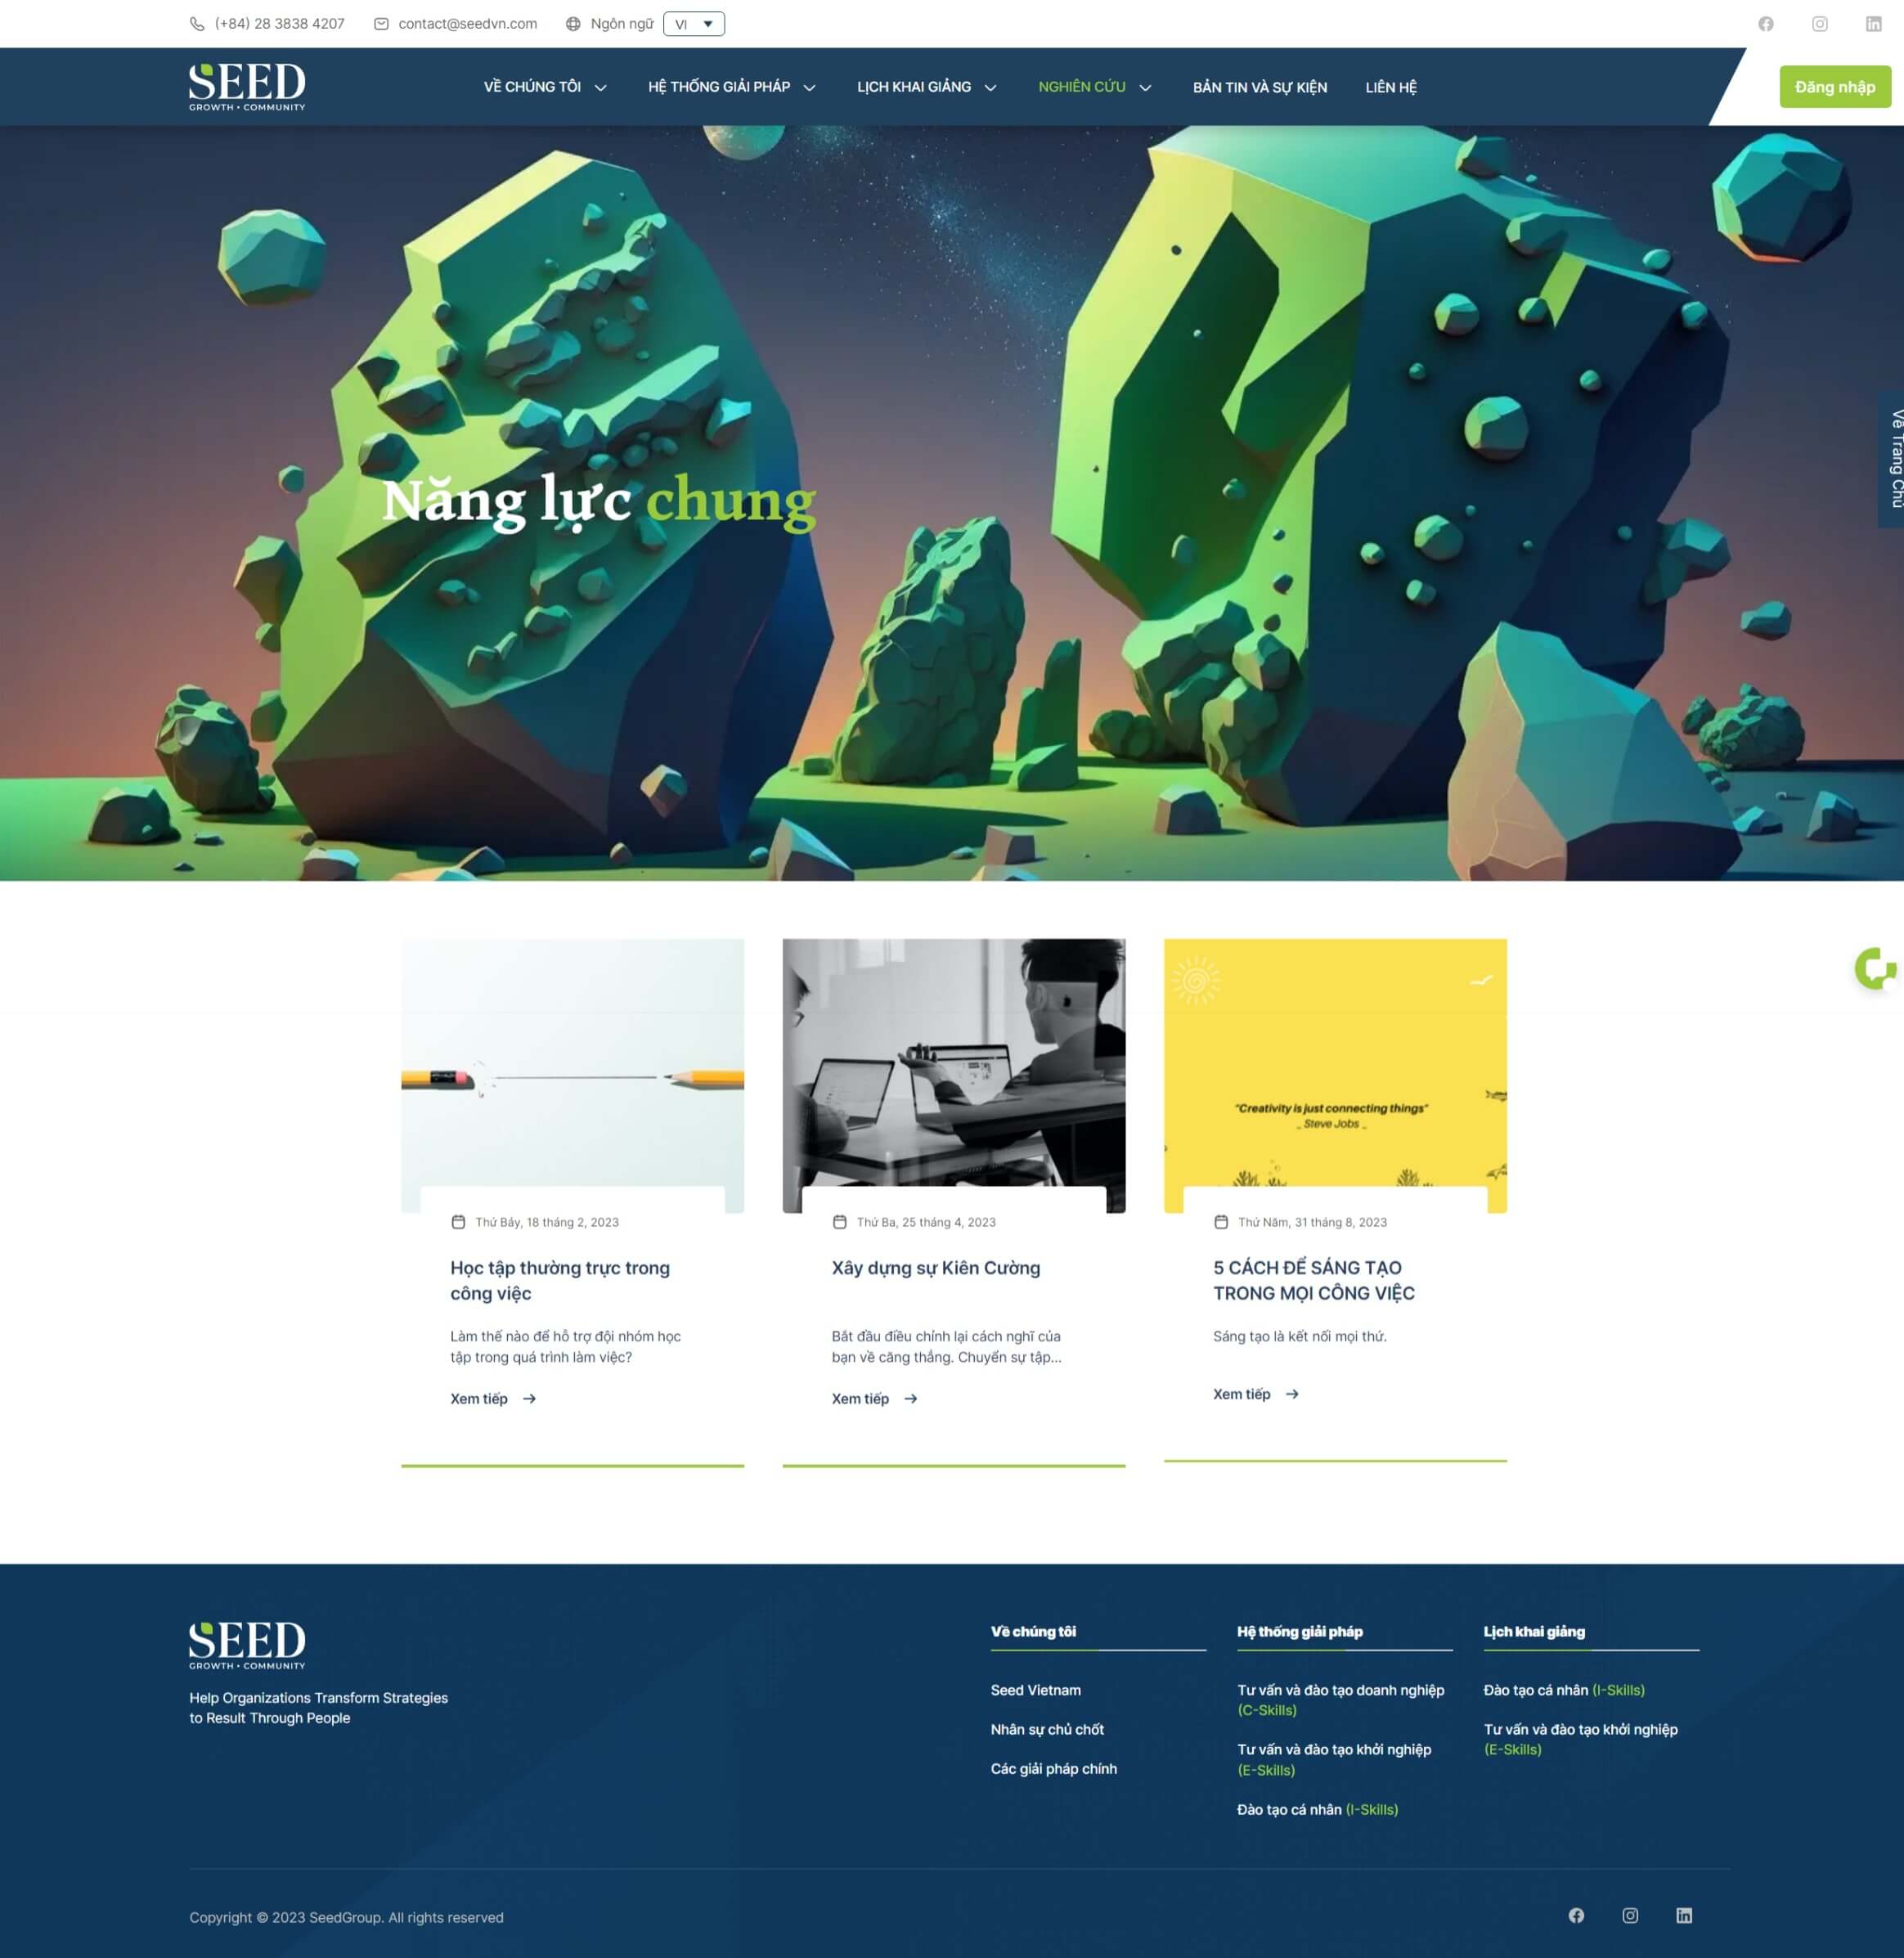 (+84) 28 3838 4207
contact@seedvn.com
Ngôn ngữ
VI
SEED
GROWTH • COMMUNITY
VỀ CHÚNG TÔI
HỆ THỐNG GIẢI PHÁP
LỊCH KHAI GIẢNG
NGHIÊN CỨU
BẢN TIN VÀ SỰ KIỆN
LIÊN HỆ
Đăng nhập
Về Trang Chủ
Năng lực chung
"Creativity is just connecting things"
_ Steve Jobs _
Thứ Bảy, 18 tháng 2, 2023
Học tập thường trực trong
công việc
Làm thế nào để hỗ trợ đội nhóm học
tập trong quá trình làm việc?
Xem tiếp
Thứ Ba, 25 tháng 4, 2023
Xây dựng sự Kiên Cường
Bắt đầu điều chỉnh lại cách nghĩ của
bạn về căng thẳng. Chuyển sự tập...
Xem tiếp
Thứ Năm, 31 tháng 8, 2023
5 CÁCH ĐỂ SÁNG TẠO
TRONG MỌI CÔNG VIỆC
Sáng tạo là kết nối mọi thứ.
Xem tiếp
SEED
GROWTH • COMMUNITY
Help Organizations Transform Strategies
to Result Through People
Về chúng tôi
Seed Vietnam
Nhân sự chủ chốt
Các giải pháp chính
Hệ thống giải pháp
Tư vấn và đào tạo doanh nghiệp
(C-Skills)
Tư vấn và đào tạo khởi nghiệp
(E-Skills)
Đào tạo cá nhân (I-Skills)
Lịch khai giảng
Đào tạo cá nhân (I-Skills)
Tư vấn và đào tạo khởi nghiệp
(E-Skills)
Copyright © 2023 SeedGroup. All rights reserved